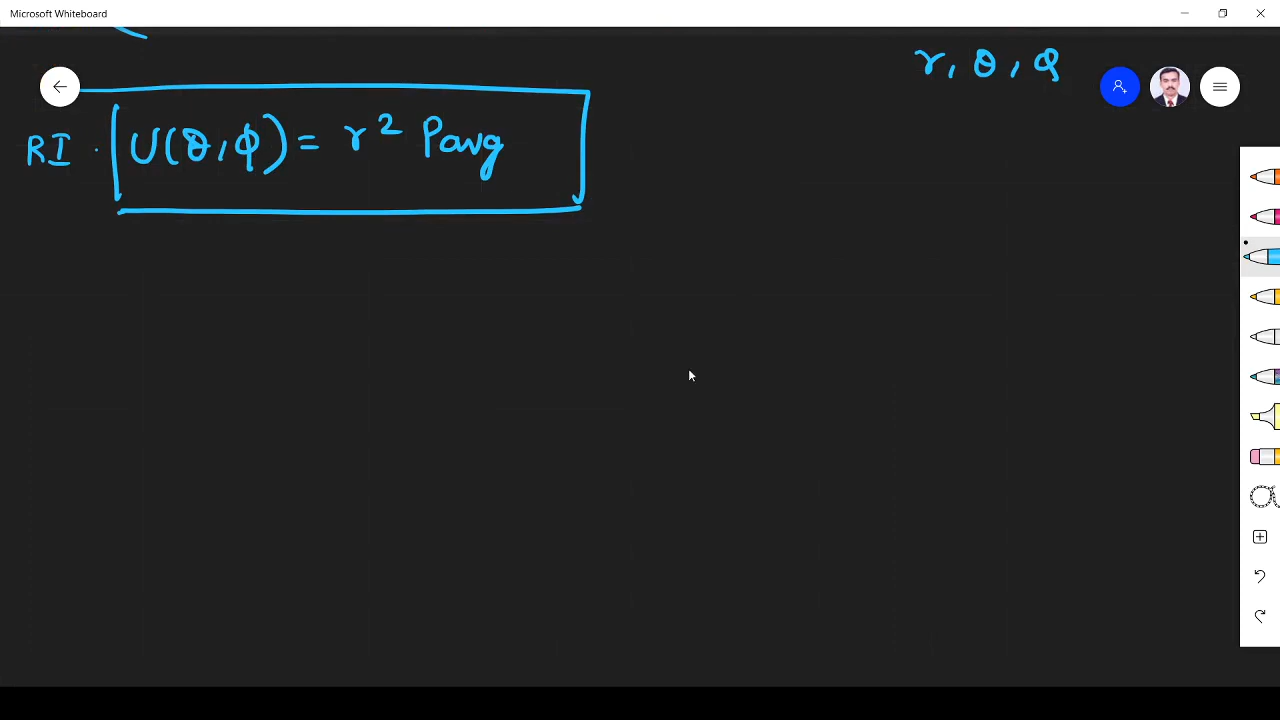 Microsoft Whiteboard
r, θ, φ
RI . U(θ,φ) = r² Pavg